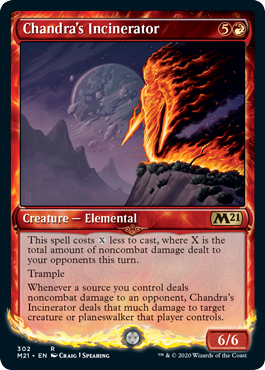 Chandra's Incinerator 5
Creature — Elemental M21
This spell costs X less to cast, where X is the
total amount of noncombat damage dealt to
your opponents this turn.
Trample
Whenever a source you control deals
noncombat damage to an opponent, Chandra's
Incinerator deals that much damage to target
creature or planeswalker that player controls.
6/6
302 R
M21 • EN CRAIG J SPEARING ™ & © 2020 Wizards of the Coast